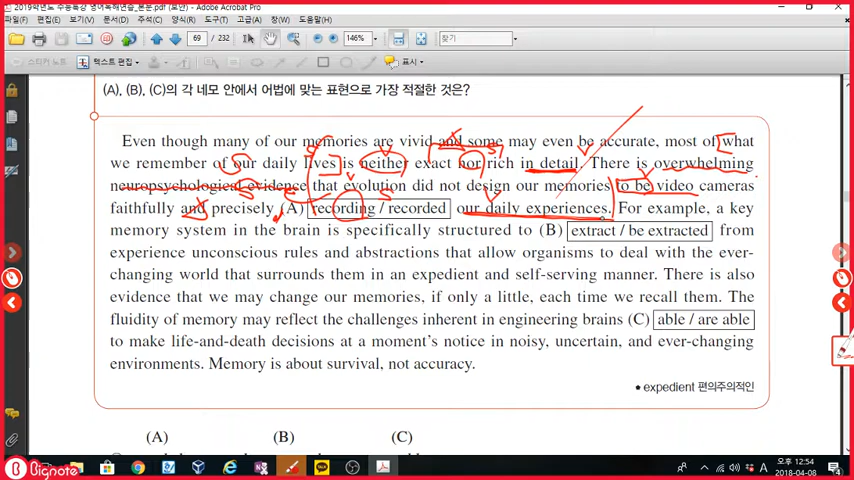 2019학년도 수능특강 영어독해연습_본문.pdf (보안) - Adobe Acrobat Pro
파일(F) 편집(E) 보기(V) 문서(D) 주석(C) 양식(R) 도구(T) 고급(A) 창(W) 도움말(H)
69 / 232 146% 찾기
스티커 노트 텍스트 편집 표시
(A), (B), (C)의 각 네모 안에서 어법에 맞는 표현으로 가장 적절한 것은?
Even though many of our memories are vivid and some may even be accurate, most of what
we remember of our daily lives is neither exact nor rich in detail. There is overwhelming
neuropsychological evidence that evolution did not design our memories to be video cameras
faithfully and precisely (A) recording / recorded our daily experiences. For example, a key
memory system in the brain is specifically structured to (B) extract / be extracted from
experience unconscious rules and abstractions that allow organisms to deal with the ever-
changing world that surrounds them in an expedient and self-serving manner. There is also
evidence that we may change our memories, if only a little, each time we recall them. The
fluidity of memory may reflect the challenges inherent in engineering brains (C) able / are able
to make life-and-death decisions at a moment's notice in noisy, uncertain, and ever-changing
environments. Memory is about survival, not accuracy.
★ expedient 편의주의적인
(A) (B) (C)
Bignote 오후 12:54
2018-04-08 Bignote